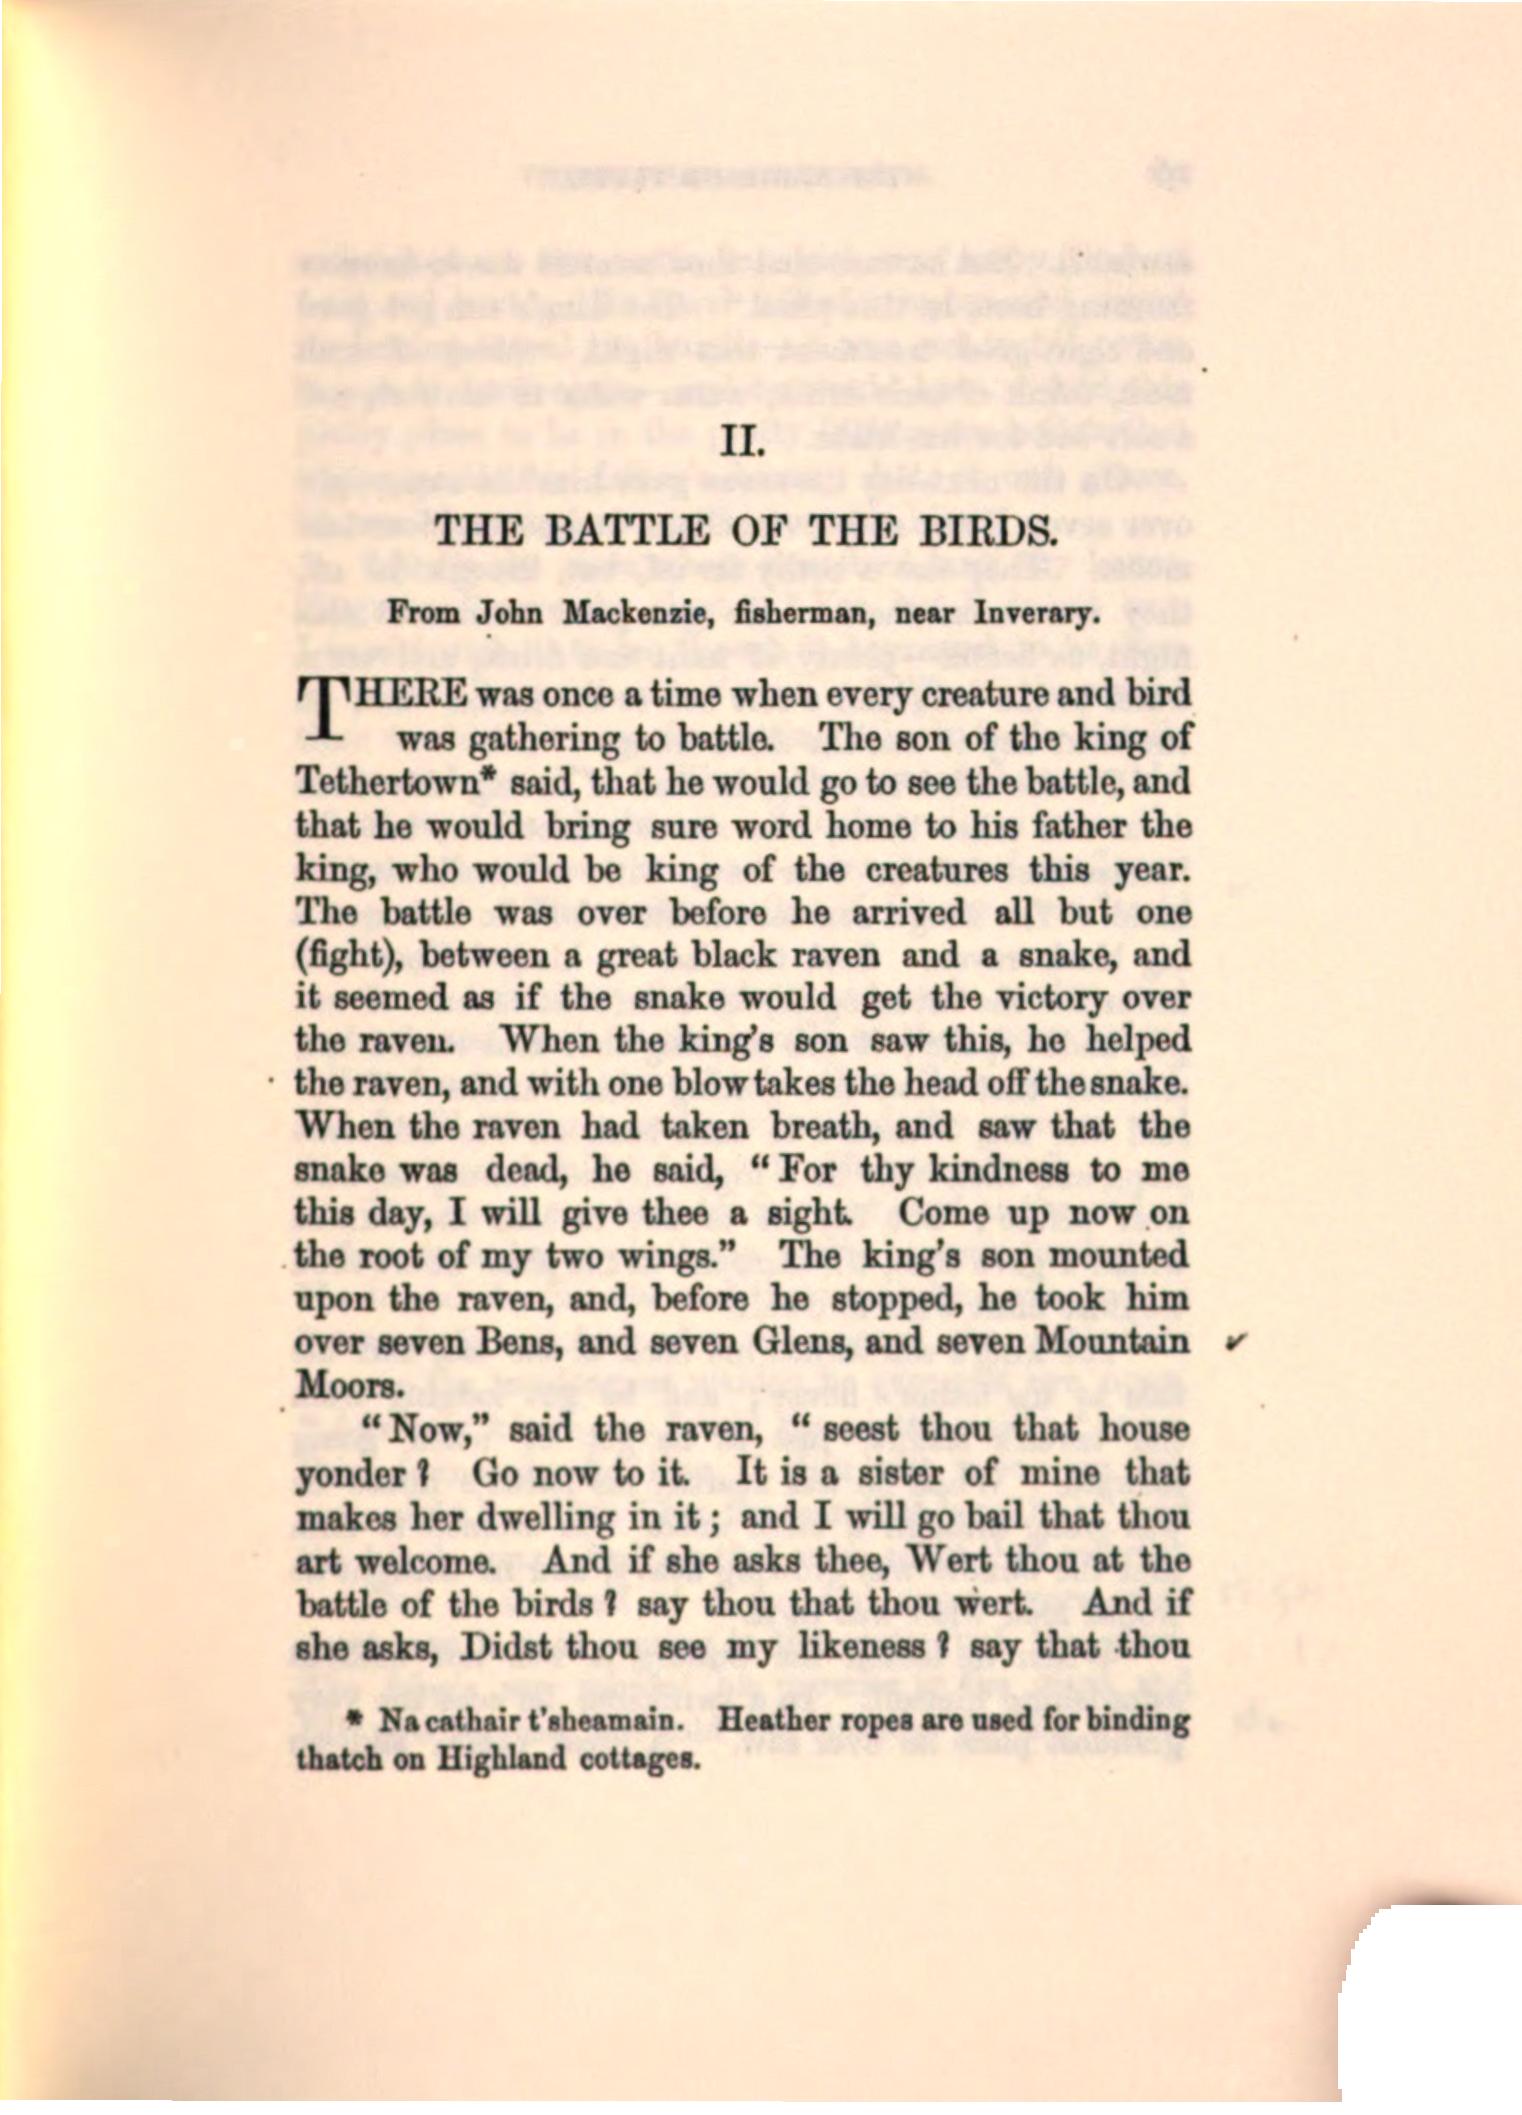 II.
THE BATTLE OF THE BIRDS.
From John Mackenzie, fisherman, near Inverary.
THERE was once a time when every creature and bird
was gathering to battle. The son of the king of
Tethertown* said, that he would go to see the battle, and
that he would bring sure word home to his father the
king, who would be king of the creatures this year.
The battle was over before he arrived all but one
(fight), between a great black raven and a snake, and
it seemed as if the snake would get the victory over
the raven. When the king's son saw this, he helped
the raven, and with one blow takes the head off the snake.
When the raven had taken breath, and saw that the
snake was dead, he said, “For thy kindness to me
this day, I will give thee a sight. Come up now on
the root of my two wings.” The king's son mounted
upon the raven, and, before he stopped, he took him
over seven Bens, and seven Glens, and seven Mountain
Moors.
“Now,” said the raven, “seest thou that house
yonder? Go now to it. It is a sister of mine that
makes her dwelling in it; and I will go bail that thou
art welcome. And if she asks thee, Wert thou at the
battle of the birds? say thou that thou wert. And if
she asks, Didst thou see my likeness? say that thou
* Na cathair t'sheamain. Heather ropes are used for binding
thatch on Highland cottages.